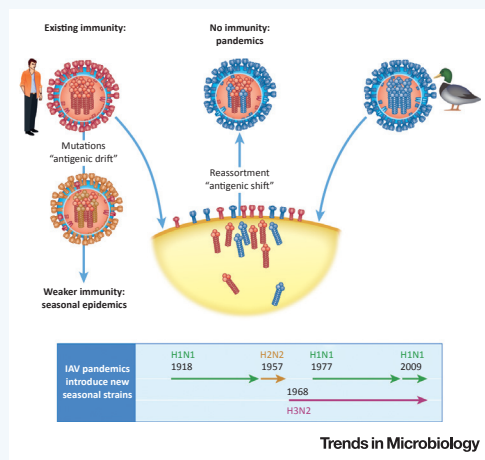 Existing immunity:
No immunity:
pandemics
Mutations
"antigenic drift"
Reassortment
"antigenic shift"
Weaker immunity:
seasonal epidemics
IAV pandemics
introduce new
seasonal strains
H1N1
H2N2
H1N1
H1N1
1918
1957
1977
2009
1968
H3N2
Trends in Microbiology